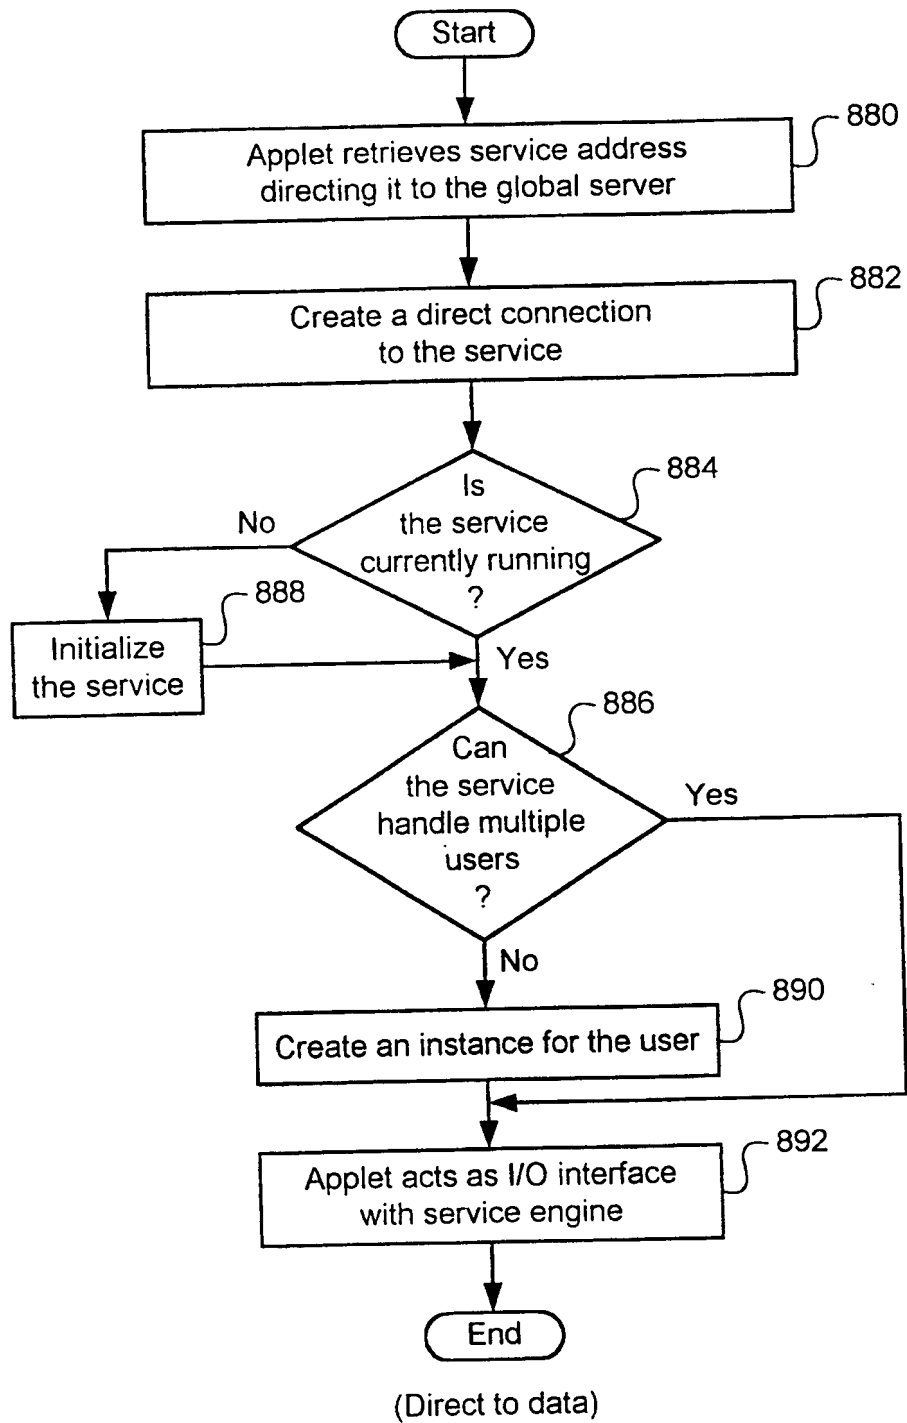 Start
880
Applet retrieves service address
directing it to the global server
882
Create a direct connection
to the service
884
Is
the service
currently running
?
No
888
Initialize
the service
Yes
886
Can
the service
handle multiple
users
?
Yes
No
890
Create an instance for the user
892
Applet acts as I/O interface
with service engine
End
(Direct to data)